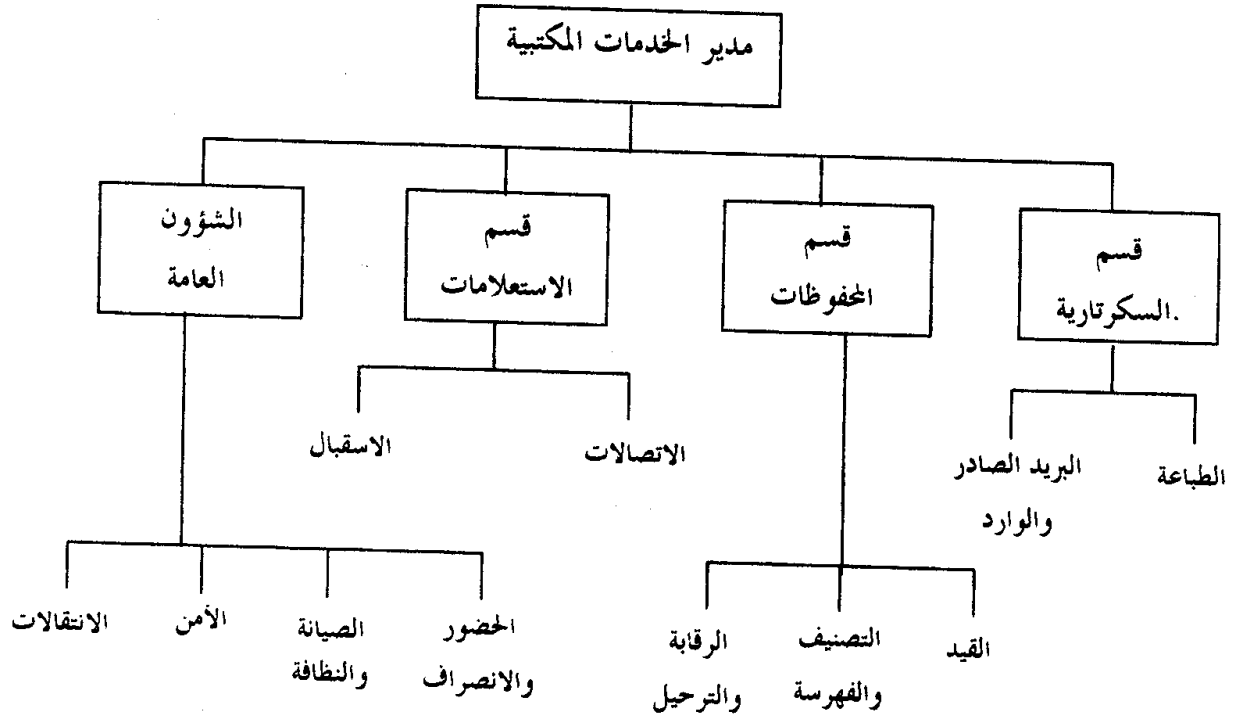 مدير الخدمات المكتبية
قسم
.السكرتارية
قسم
المحفوظات
قسم
الاستعلامات
الشؤون
العامة
الطباعة
البريد الصادر
والوارد
الاتصالات
الاسقبال
القيد
التصنيف
والفهرسة
الرقابة
والترحيل
الحضور
والانصراف
الصيانة
والنظافة
الأمن
الانتقالات